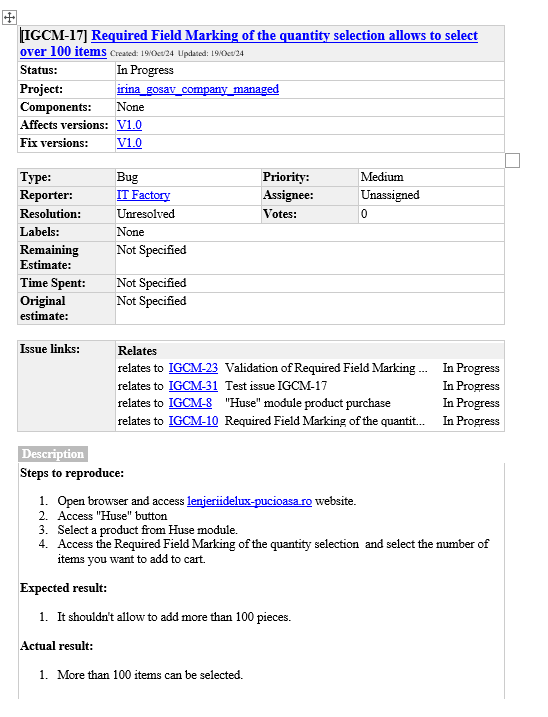 [IGCM-17] Required Field Marking of the quantity selection allows to select
over 100 items Created: 19/Oct/24 Updated: 19/Oct/24
Status: In Progress
Project: irina_gosav_company_managed
Components: None
Affects versions: V1.0
Fix versions: V1.0
Type: Bug Priority: Medium
Reporter: IT Factory Assignee: Unassigned
Resolution: Unresolved Votes: 0
Labels: None
Remaining Not Specified
Estimate:
Time Spent: Not Specified
Original Not Specified
estimate:
Issue links: Relates
relates to IGCM-23 Validation of Required Field Marking ... In Progress
relates to IGCM-31 Test issue IGCM-17 In Progress
relates to IGCM-8 "Huse" module product purchase In Progress
relates to IGCM-10 Required Field Marking of the quantit... In Progress
Description
Steps to reproduce:
1. Open browser and access lenjeriidelux-pucioasa.ro website.
2. Access "Huse" button
3. Select a product from Huse module.
4. Access the Required Field Marking of the quantity selection and select the number of
items you want to add to cart.
Expected result:
1. It shouldn't allow to add more than 100 pieces.
Actual result:
1. More than 100 items can be selected.